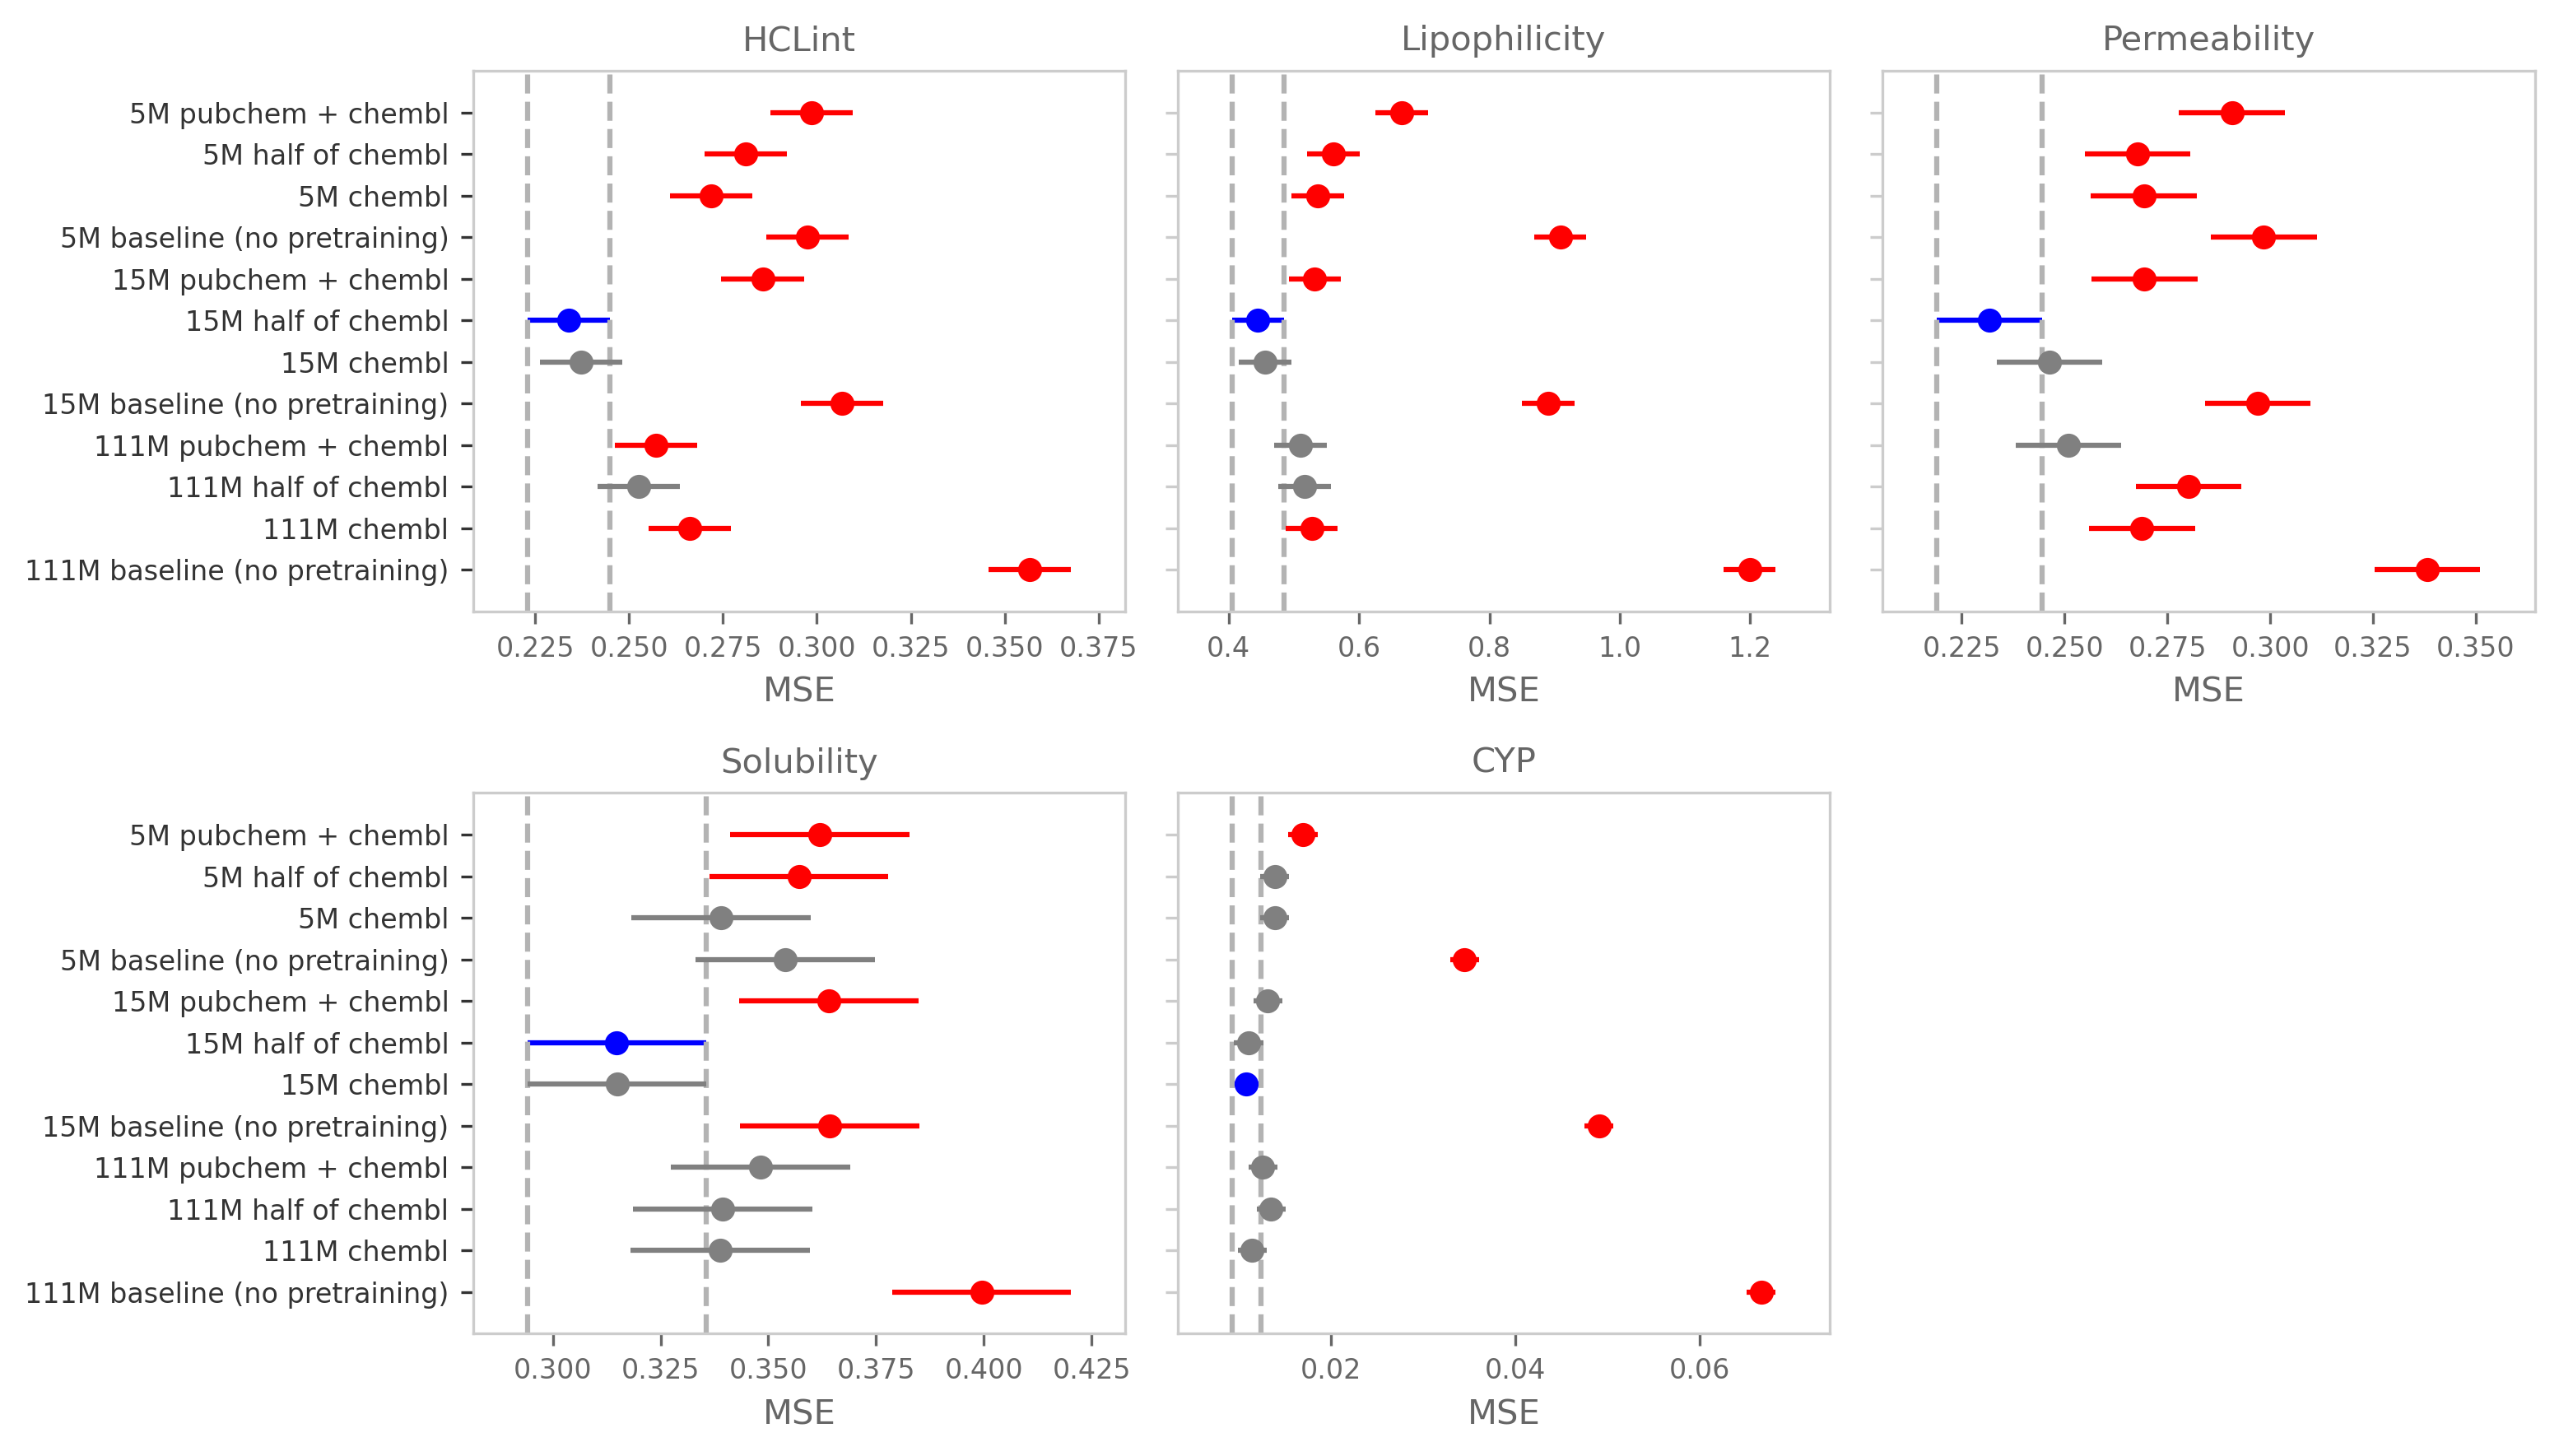 HCLint
Lipophilicity
Permeability
5M pubchem + chembl
5M half of chembl
5M chembl
5M baseline (no pretraining)
15M pubchem + chembl
15M half of chembl
15M chembl
15M baseline (no pretraining)
111M pubchem + chembl
111M half of chembl
111M chembl
111M baseline (no pretraining)
0.225 0.250 0.275 0.300 0.325 0.350 0.375
0.4 0.6 0.8 1.0 1.2
0.225 0.250 0.275 0.300 0.325 0.350
MSE
MSE
MSE
Solubility
CYP
5M pubchem + chembl
5M half of chembl
5M chembl
5M baseline (no pretraining)
15M pubchem + chembl
15M half of chembl
15M chembl
15M baseline (no pretraining)
111M pubchem + chembl
111M half of chembl
111M chembl
111M baseline (no pretraining)
0.300 0.325 0.350 0.375 0.400 0.425
0.02 0.04 0.06
MSE
MSE